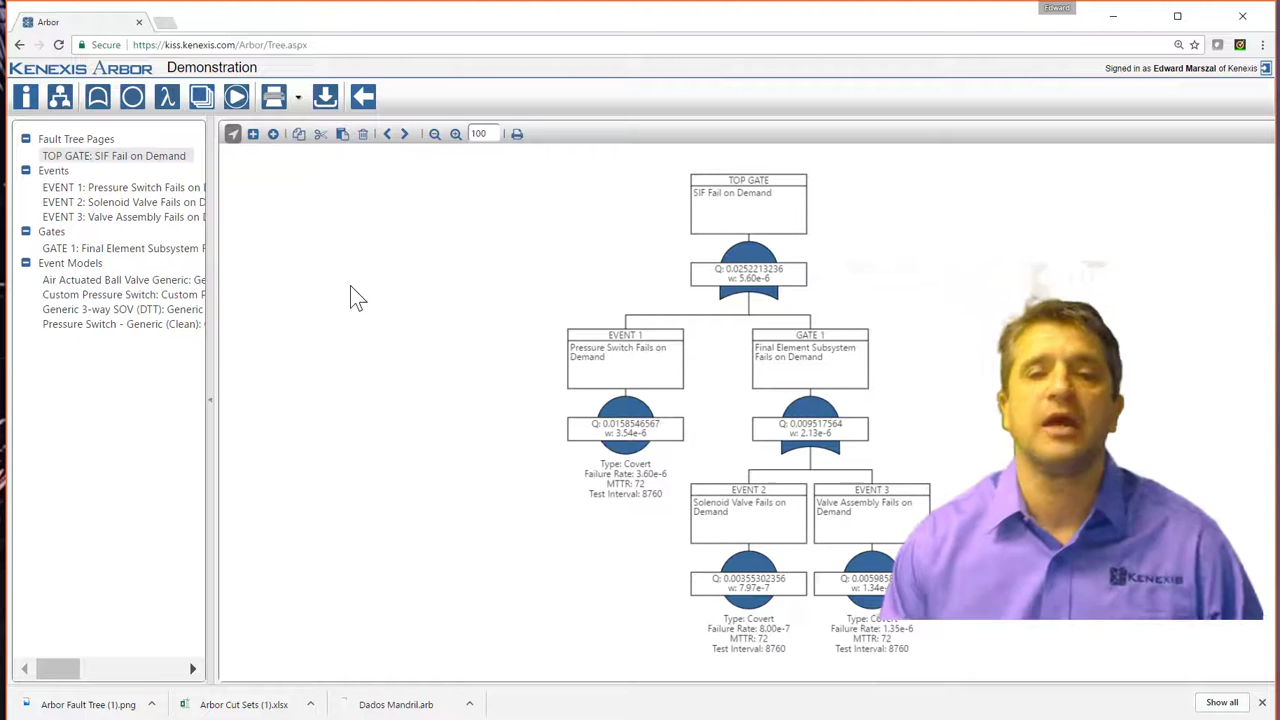 Edward
Arbor
Secure https://kiss.kenexis.com/Arbor/Tree.aspx
KENEXIS ARBOR Demonstration
Signed in as Edward Marszal of Kenexis
100
Fault Tree Pages
TOP GATE: SIF Fail on Demand
Events
EVENT 1: Pressure Switch Fails on
EVENT 2: Solenoid Valve Fails on D
EVENT 3: Valve Assembly Fails on
Gates
GATE 1: Final Element Subsystem
Event Models
Air Actuated Ball Valve Generic: Ge
Custom Pressure Switch: Custom P
Generic 3-way SOV (DTT): Generic
Pressure Switch - Generic (Clean):
TOP GATE
SIF Fail on Demand
Q: 0.0252213236
w: 5.60e-6
EVENT 1
Pressure Switch Fails on
Demand
Q: 0.0158546567
w: 3.54e-6
Type: Covert
Failure Rate: 3.60e-6
MTTR: 72
Test Interval: 8760
GATE 1
Final Element Subsystem
Fails on Demand
Q: 0.009517564
w: 2.13e-6
EVENT 2
Solenoid Valve Fails on
Demand
Q: 0.00355302356
w: 7.97e-7
Type: Covert
Failure Rate: 8.00e-7
MTTR: 72
Test Interval: 8760
EVENT 3
Valve Assembly Fails on
Demand
Q: 0.0059858
w: 1.34e-6
Type: Covert
Failure Rate: 1.35e-6
MTTR: 72
Test Interval: 8760
KENEXIS
Arbor Fault Tree (1).png
Arbor Cut Sets (1).xlsx
Dados Mandril.arb
Show all